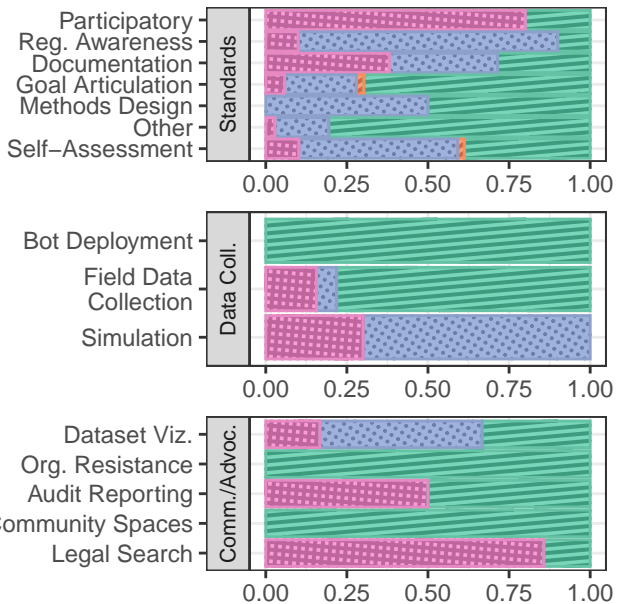 Participatory
Reg. Awareness
Documentation
Goal Articulation
Methods Design
Other
Self−Assessment
Standards
0.00 0.25 0.50 0.75 1.00
Bot Deployment
Field Data
Collection
Simulation
Data Coll.
0.00 0.25 0.50 0.75 1.00
Dataset Viz.
Org. Resistance
Audit Reporting
ommunity Spaces
Legal Search
Comm./Advoc.
0.00 0.25 0.50 0.75 1.00